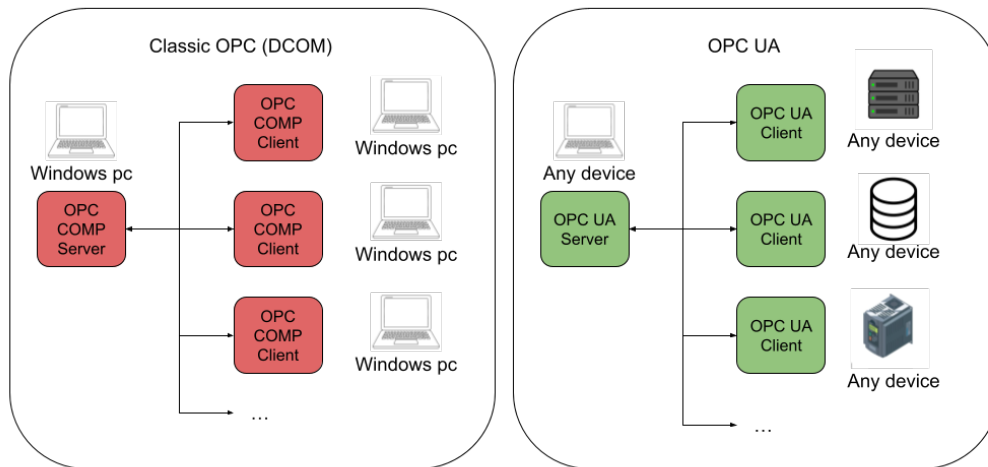 Classic OPC (DCOM)
Windows pc
OPC
COMP
Server
OPC
COMP
Client
Windows pc
OPC
COMP
Client
Windows pc
OPC
COMP
Client
Windows pc
...
OPC UA
Any device
OPC UA
Server
OPC UA
Client
Any device
OPC UA
Client
Any device
OPC UA
Client
Any device
...